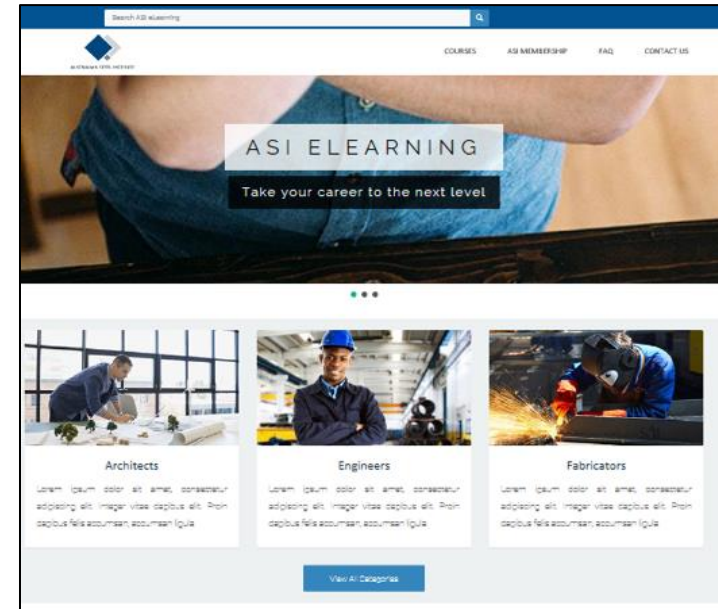 Search ASI eLearning
AUSTRALIAN STEEL INSTITUTE
COURSES ASI MEMBERSHIP FAQ CONTACT US
ASI ELEARNING
Take your career to the next level
Architects Engineers Fabricators
Lorem ipsum dolor sit amet, consectetur Lorem ipsum dolor sit amet, consectetur Lorem ipsum dolor sit amet, consectetur
adipiscing elit. Integer vitae dapibus elit. Proin adipiscing elit. Integer vitae dapibus elit. Proin adipiscing elit. Integer vitae dapibus elit. Proin
dapibus felis accumsan, accumsan ligula dapibus felis accumsan, accumsan ligula dapibus felis accumsan, accumsan ligula
View All Categories